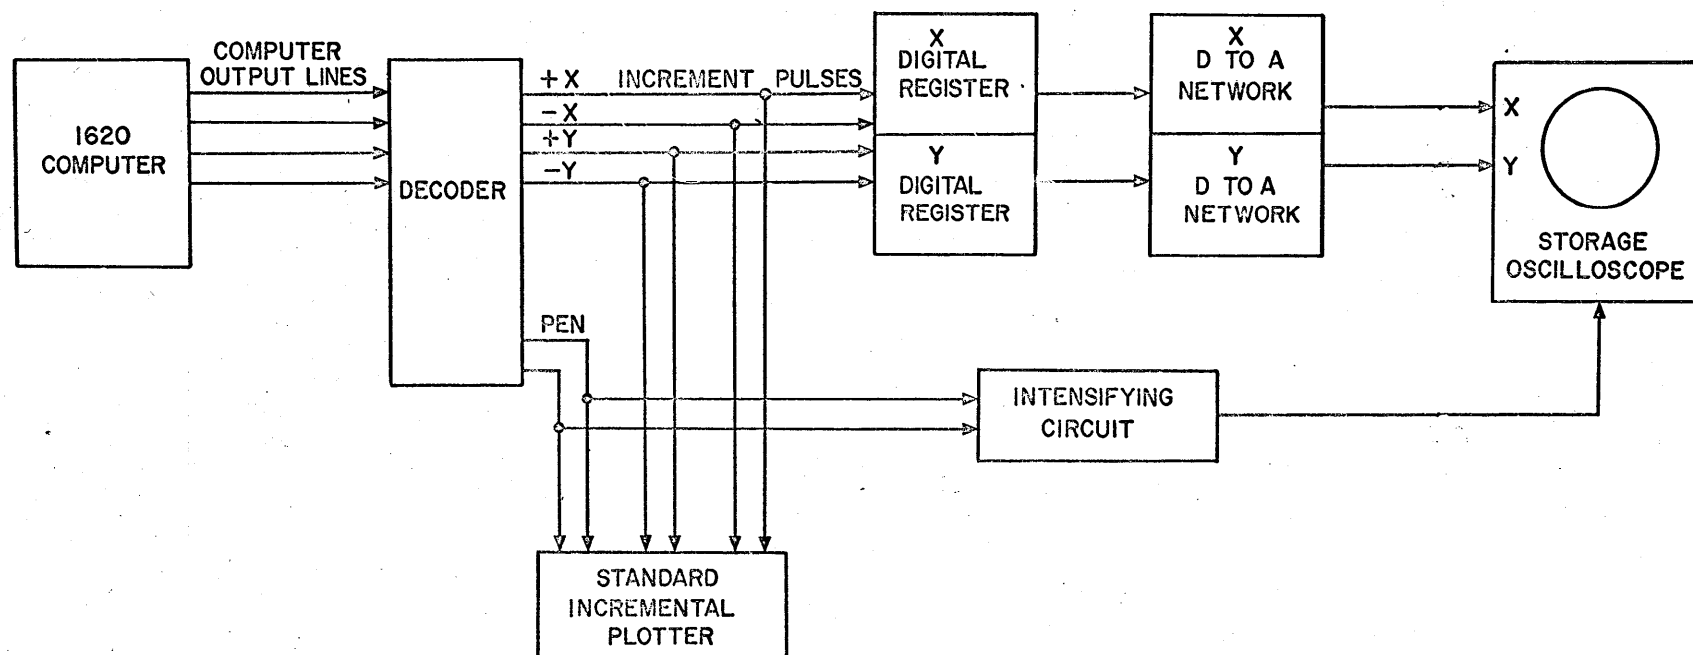 COMPUTER
OUTPUT LINES
1620
COMPUTER
DECODER
+X INCREMENT PULSES
-X
+Y
-Y
PEN
X
DIGITAL
REGISTER
Y
DIGITAL
REGISTER
X
D TO A
NETWORK
Y
D TO A
NETWORK
X
Y
STORAGE
OSCILLOSCOPE
INTENSIFYING
CIRCUIT
STANDARD
INCREMENTAL
PLOTTER